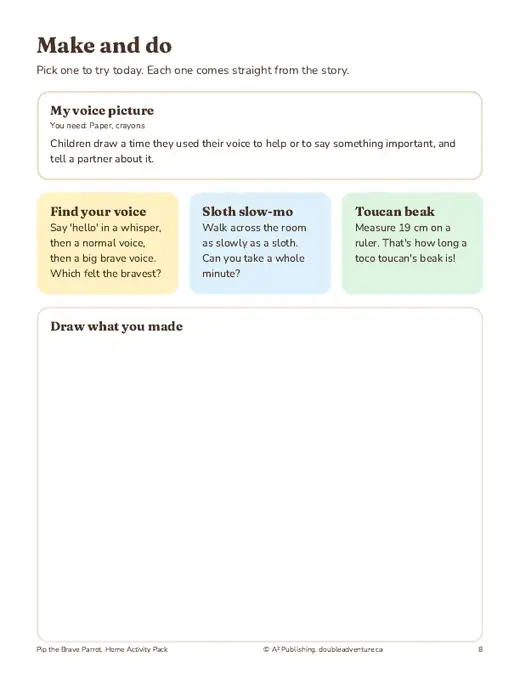 Make and do
Pick one to try today. Each one comes straight from the story.
My voice picture
You need: Paper, crayons
Children draw a time they used their voice to help or to say something important, and
tell a partner about it.
Find your voice
Say 'hello' in a whisper,
then a normal voice,
then a big brave voice.
Which felt the bravest?
Sloth slow-mo
Walk across the room
as slowly as a sloth.
Can you take a whole
minute?
Toucan beak
Measure 19 cm on a
ruler. That's how long a
toco toucan's beak is!
Draw what you made
Pip the Brave Parrot, Home Activity Pack
© A² Publishing. doubleadventure.ca
8